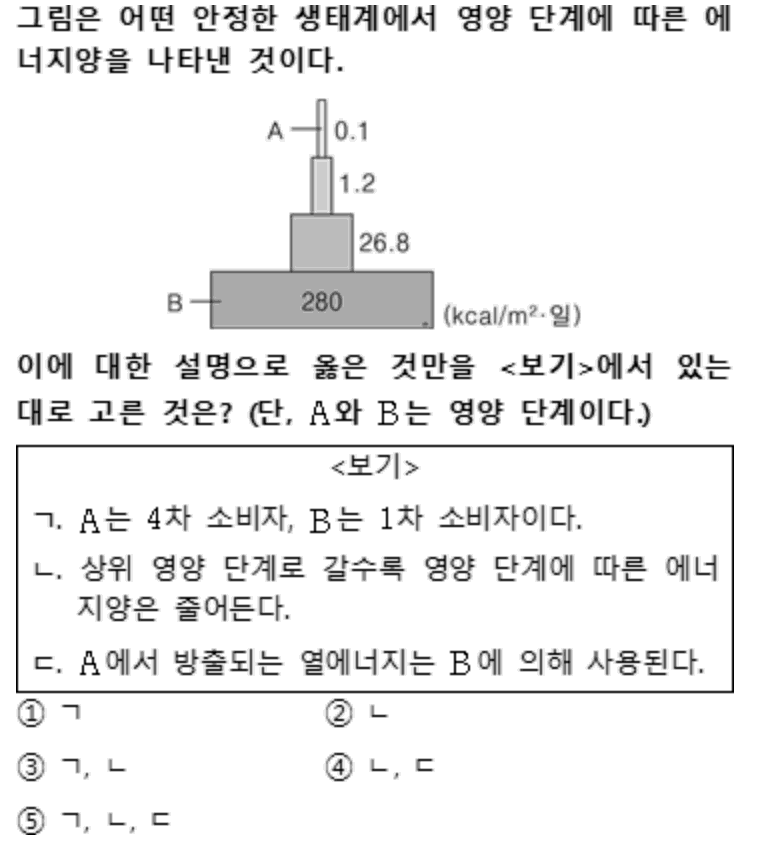 그림은 어떤 안정한 생태계에서 영양 단계에 따른 에
너지양을 나타낸 것이다.
A 0.1
1.2
26.8
B 280 (kcal/m²·일)
이에 대한 설명으로 옳은 것만을 <보기>에서 있는
대로 고른 것은? (단, A와 B는 영양 단계이다.)
<보기>
ㄱ. A는 4차 소비자, B는 1차 소비자이다.
ㄴ. 상위 영양 단계로 갈수록 영양 단계에 따른 에너
지양은 줄어든다.
ㄷ. A에서 방출되는 열에너지는 B에 의해 사용된다.
① ㄱ ② ㄴ
③ ㄱ, ㄴ ④ ㄴ, ㄷ
⑤ ㄱ, ㄴ, ㄷ